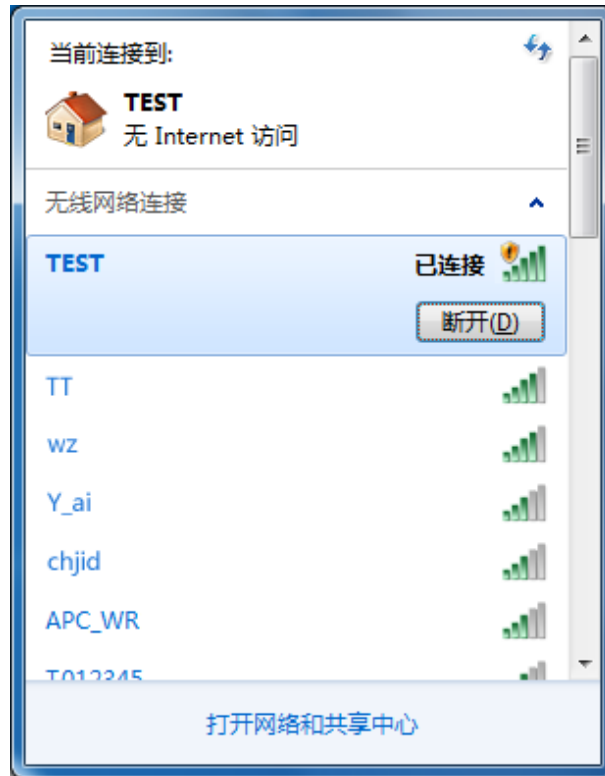 当前连接到:
TEST
无 Internet 访问
无线网络连接
TEST 已连接
断开(D)
TT
wz
Y_ai
chjid
APC_WR
T012345
打开网络和共享中心